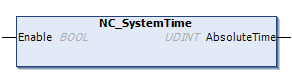 NC_SystemTime
Enable BOOL UDINT AbsoluteTime